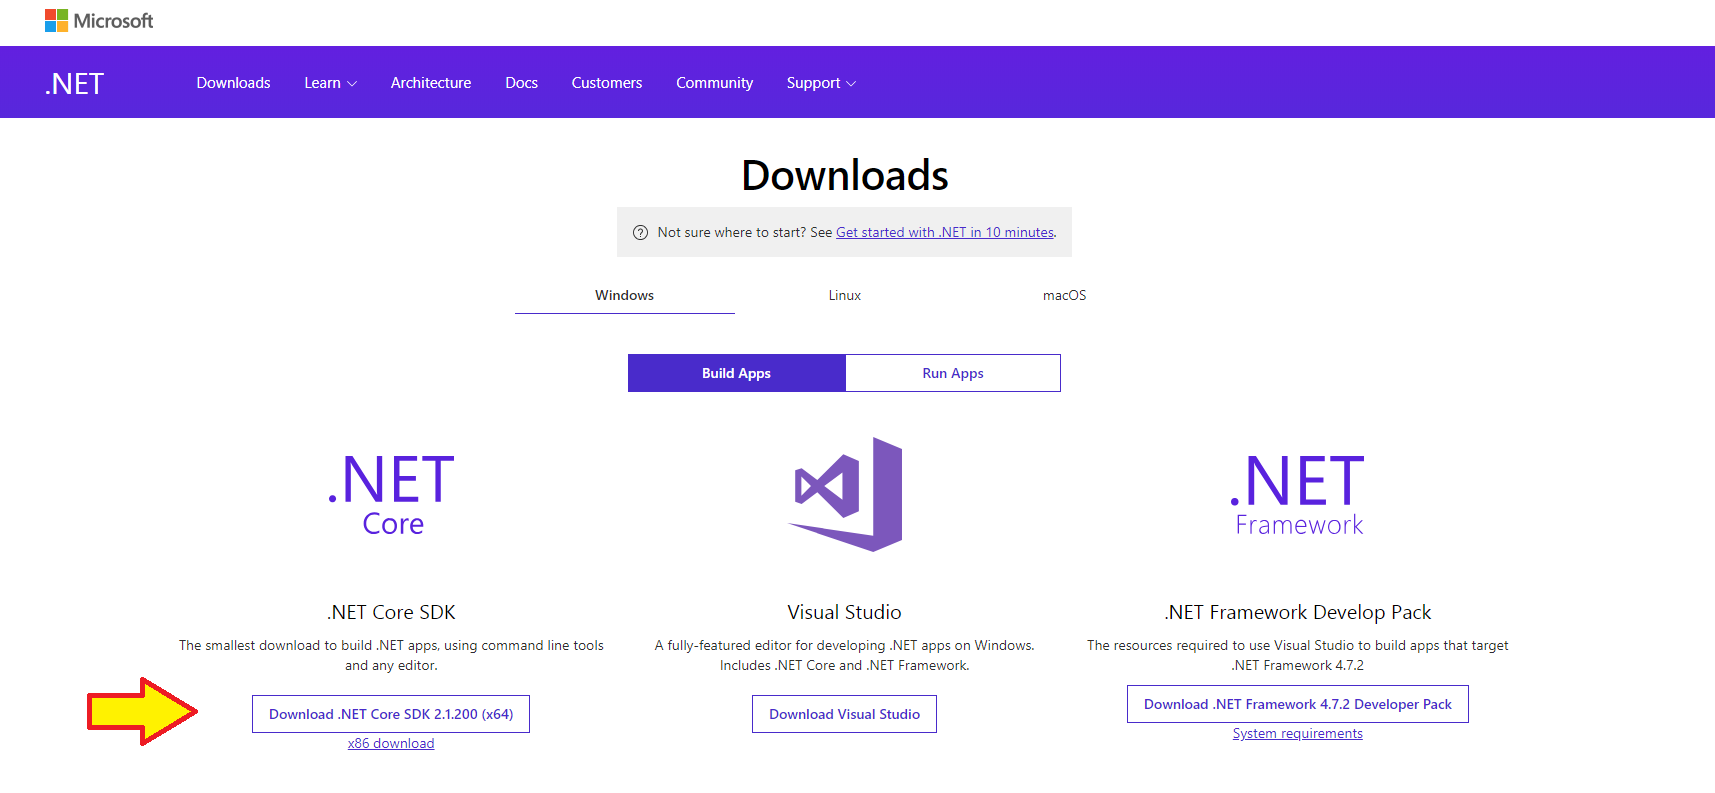 Microsoft
.NET
Downloads
Learn
Architecture
Docs
Customers
Community
Support
Downloads
Not sure where to start? See Get started with .NET in 10 minutes.
Windows
Linux
macOS
Build Apps
Run Apps
.NET
Core
.NET Core SDK
The smallest download to build .NET apps, using command line tools
and any editor.
Download .NET Core SDK 2.1.200 (x64)
x86 download
Visual Studio
A fully-featured editor for developing .NET apps on Windows.
Includes .NET Core and .NET Framework.
Download Visual Studio
.NET
Framework
.NET Framework Develop Pack
The resources required to use Visual Studio to build apps that target
.NET Framework 4.7.2
Download .NET Framework 4.7.2 Developer Pack
System requirements